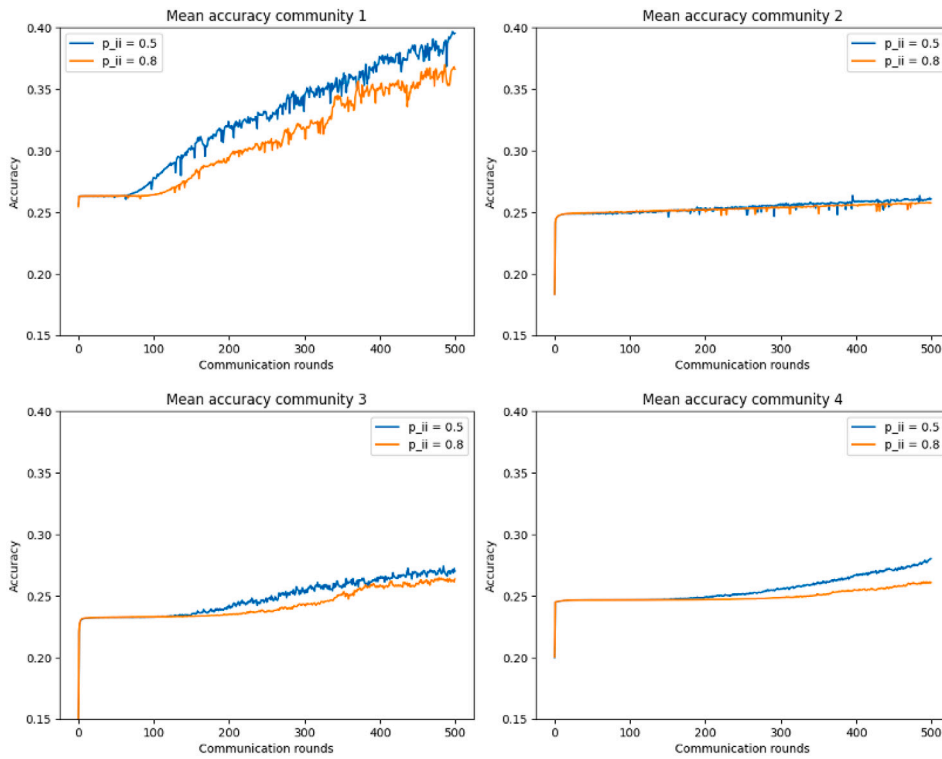 Mean accuracy community 1
0.40
0.35
0.30
0.25
0.20
0.15
Accuracy
p_ii = 0.5
p_ii = 0.8
0 100 200 300 400 500
Communication rounds
Mean accuracy community 2
0.40
0.35
0.30
0.25
0.20
0.15
Accuracy
p_ii = 0.5
p_ii = 0.8
0 100 200 300 400 500
Communication rounds
Mean accuracy community 3
0.40
0.35
0.30
0.25
0.20
0.15
Accuracy
p_ii = 0.5
p_ii = 0.8
0 100 200 300 400 500
Communication rounds
Mean accuracy community 4
0.40
0.35
0.30
0.25
0.20
0.15
Accuracy
p_ii = 0.5
p_ii = 0.8
0 100 200 300 400 500
Communication rounds